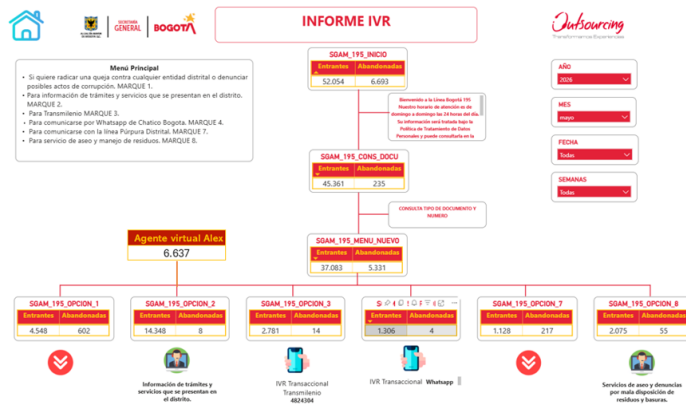 INFORME IVR
SECRETARÍA
GENERAL
BOGOTÁ
Outsourcing
Transformamos Experiencias
Menú Principal
• Si quiere radicar una queja contra cualquier entidad distrital o denunciar
posibles actos de corrupción. MARQUE 1.
• Para información de trámites y servicios que se presentan en el distrito.
MARQUE 2.
• Para Transmilenio MARQUE 3.
• Para comunicarse por Whatsapp de Chatico Bogota. MARQUE 4.
• Para comunicarse con la línea Púrpura Distrital. MARQUE 7.
• Para servicio de aseo y manejo de residuos. MARQUE 8.
SGAM_195_INICIO
Entrantes Abandonadas
52.054 6.693
Bienvenido a la Línea Bogotá 195
Nuestro horario de atención es de
domingo a domingo las 24 horas del día.
Su información será tratada bajo la
Política de Tratamiento de Datos
Personales y puede consultarla en la
SGAM_195_CONS_DOCU
Entrantes Abandonadas
45.361 235
CONSULTA TIPO DE DOCUMENTO Y
NUMERO
SGAM_195_MENU_NUEVO
Entrantes Abandonadas
37.083 5.331
AÑO
2026
MES
mayo
FECHA
Todas
SEMANAS
Todas
Agente virtual Alex
6.637
SGAM_195_OPCION_1
Entrantes Abandonadas
4.548 602
SGAM_195_OPCION_2
Entrantes Abandonadas
14.348 8
Información de trámites y
servicios que se presentan en
el distrito.
SGAM_195_OPCION_3
Entrantes Abandonadas
2.781 14
IVR Transaccional
Transmilenio
4824304
Entrantes Abandonadas
1.306 4
IVR Transaccional Whatsapp
SGAM_195_OPCION_7
Entrantes Abandonadas
1.128 217
SGAM_195_OPCION_8
Entrantes Abandonadas
2.075 55
Servicios de aseo y denuncias
por mala disposición de
residuos y basuras.